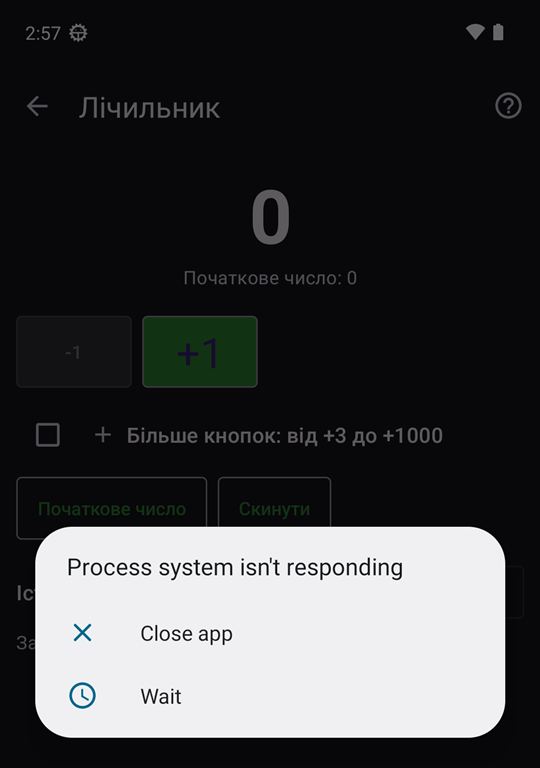 2:57
Лічильник
0
Початкове число: 0
-1
+1
+ Більше кнопок: від +3 до +1000
Початкове число
Скинути
Process system isn't responding
Close app
Wait